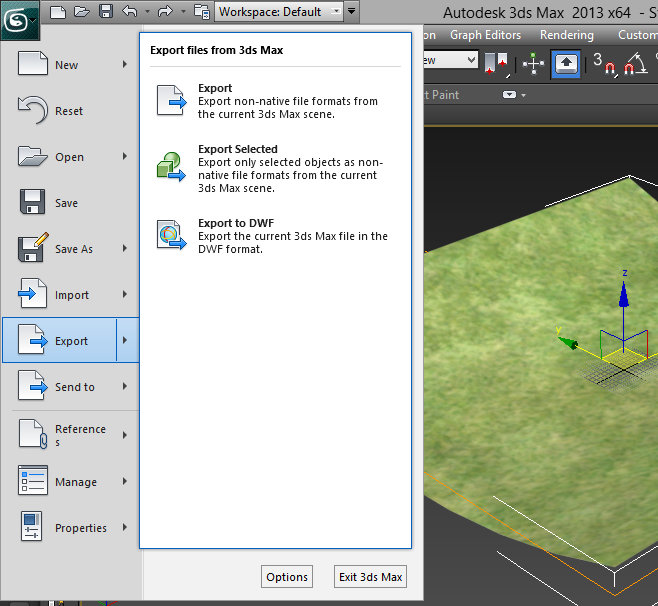 Workspace: Default
Autodesk 3ds Max 2013 x64 - S
on Graph Editors Rendering Custom
ew
3
t Paint
New
Reset
Open
Save
Save As
Import
Export
Send to
Reference
s
Manage
Properties
Export files from 3ds Max
Export
Export non-native file formats from
the current 3ds Max scene.
Export Selected
Export only selected objects as non-
native file formats from the current
3ds Max scene.
Export to DWF
Export the current 3ds Max file in the
DWF format.
Options
Exit 3ds Max
z
y